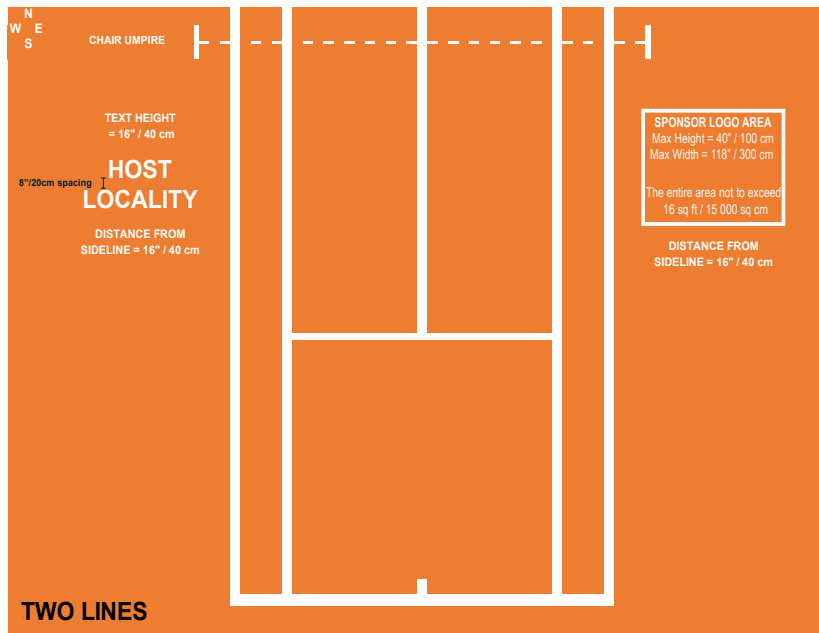 N
W E
S
CHAIR UMPIRE
TEXT HEIGHT
= 16" / 40 cm
HOST
8"/20cm spacing
LOCALITY
DISTANCE FROM
SIDELINE = 16" / 40 cm
SPONSOR LOGO AREA
Max Height = 40" / 100 cm
Max Width = 118" / 300 cm
The entire area not to exceed
16 sq ft / 15 000 sq cm
DISTANCE FROM
SIDELINE = 16" / 40 cm
TWO LINES